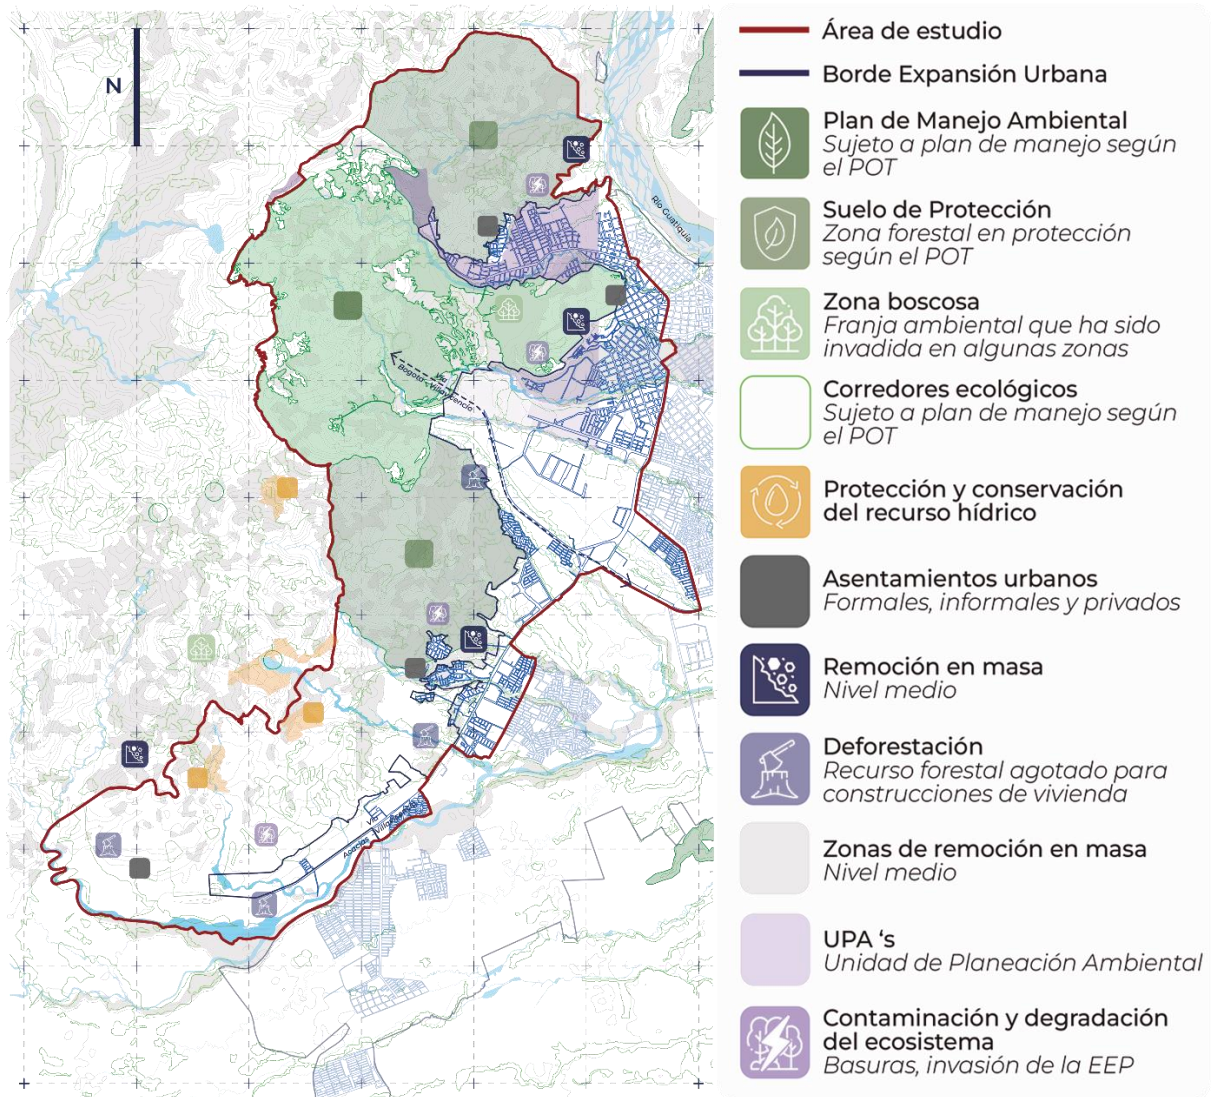 N
Río Guatiquía
Vía
Bogotá - Villavicencio
Vía
Acacías
Área de estudio
Borde Expansión Urbana
Plan de Manejo Ambiental
Sujeto a plan de manejo según
el POT
Suelo de Protección
Zona forestal en protección
según el POT
Zona boscosa
Franja ambiental que ha sido
invadida en algunas zonas
Corredores ecológicos
Sujeto a plan de manejo según
el POT
Protección y conservación
del recurso hídrico
Asentamientos urbanos
Formales, informales y privados
Remoción en masa
Nivel medio
Deforestación
Recurso forestal agotado para
construcciones de vivienda
Zonas de remoción en masa
Nivel medio
UPA ‘s
Unidad de Planeación Ambiental
Contaminación y degradación
del ecosistema
Basuras, invasión de la EEP